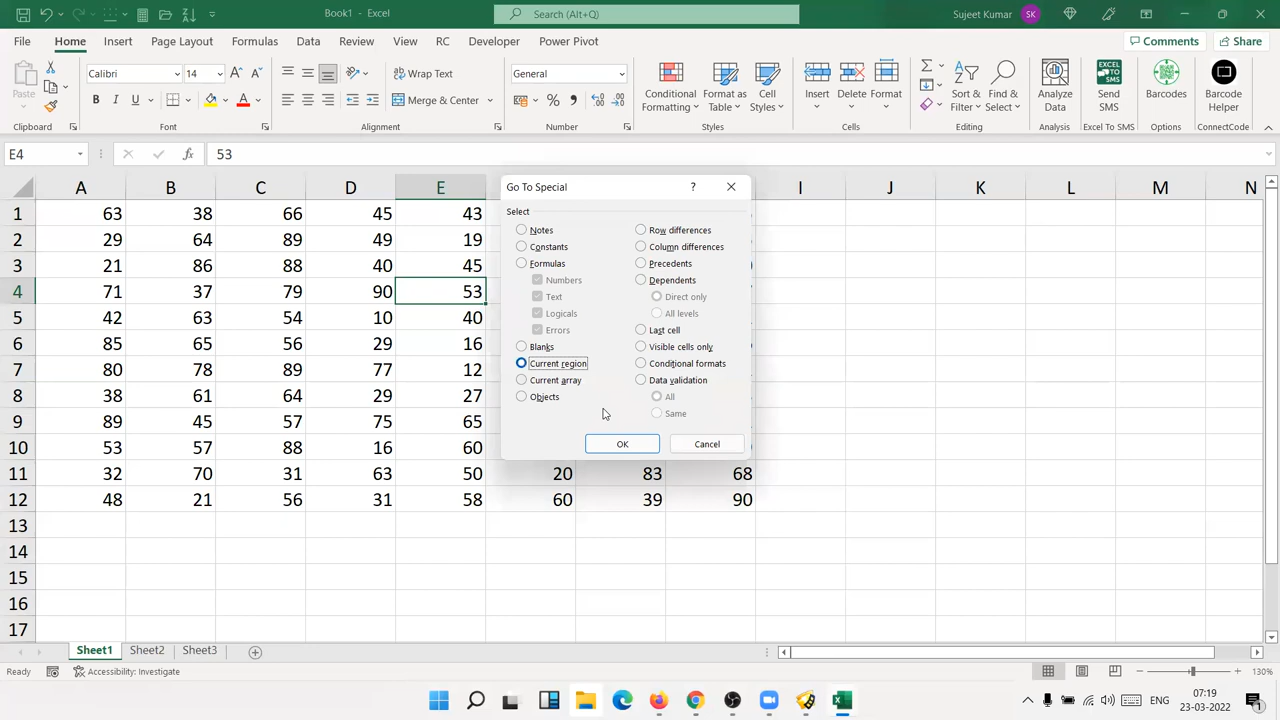 Book1 - Excel
Search (Alt+Q)
Sujeet Kumar
SK
File Home Insert Page Layout Formulas Data Review View RC Developer Power Pivot
Comments Share
Paste
Calibri 14
B I U
Wrap Text
Merge & Center
General
Conditional Formatting
Format as Table
Cell Styles
Insert
Delete
Format
Sort & Filter
Find & Select
Analyze Data
Send SMS
Barcodes
Barcode Helper
EXCEL TO SMS
Clipboard Font Alignment Number Styles Cells Editing Analysis Excel To SMS Options ConnectCode
E4 fx 53
A B C D E I J K L M N
1 63 38 66 45 43
2 29 64 89 49 19
3 21 86 88 40 45
4 71 37 79 90 53
5 42 63 54 10 40
6 85 65 56 29 16
7 80 78 89 77 12
8 38 61 64 29 27
9 89 45 57 75 65
10 53 57 88 16 60
11 32 70 31 63 50 20 83 68
12 48 21 56 31 58 60 39 90
13
14
15
16
17
Go To Special ?
Select
Notes
Constants
Formulas
Numbers
Text
Logicals
Errors
Blanks
Current region
Current array
Objects
Row differences
Column differences
Precedents
Dependents
Direct only
All levels
Last cell
Visible cells only
Conditional formats
Data validation
All
Same
OK Cancel
Sheet1 Sheet2 Sheet3
Ready Accessibility: Investigate
130%
ENG
07:19
23-03-2022
1